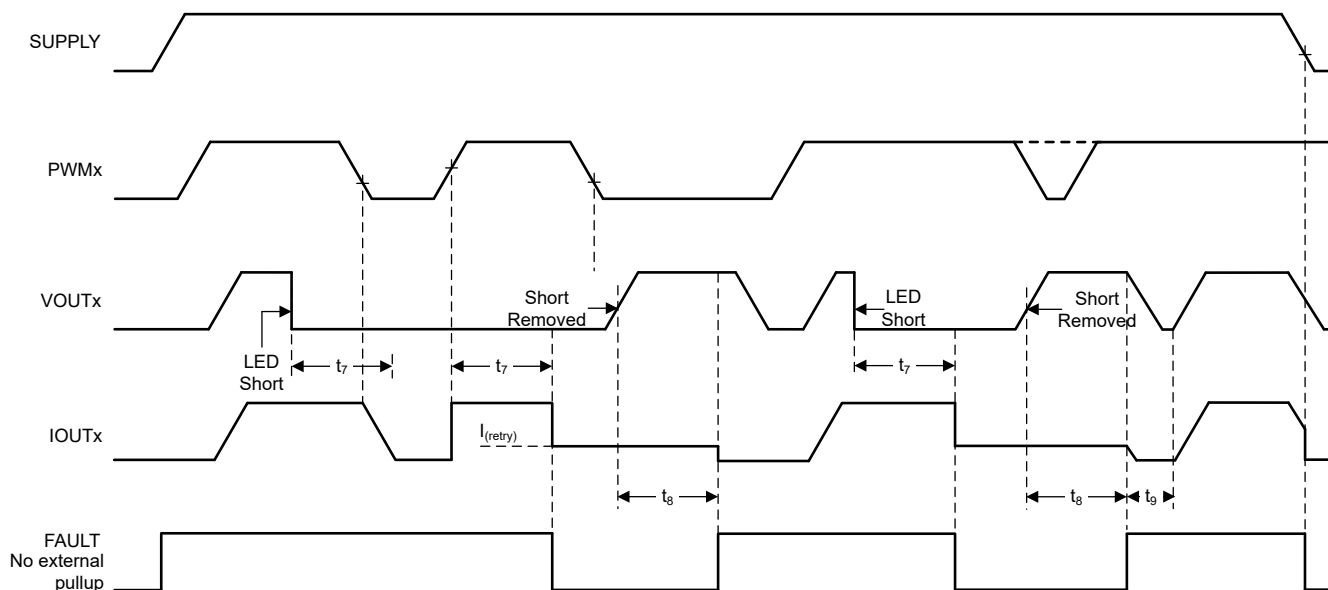 SUPPLY
PWMx
VOUTx
LED
Short
t7
t7
Short
Removed
LED
Short
t7
Short
Removed
IOUTx
I(retry)
t8
t8
t9
FAULT
No external
pullup